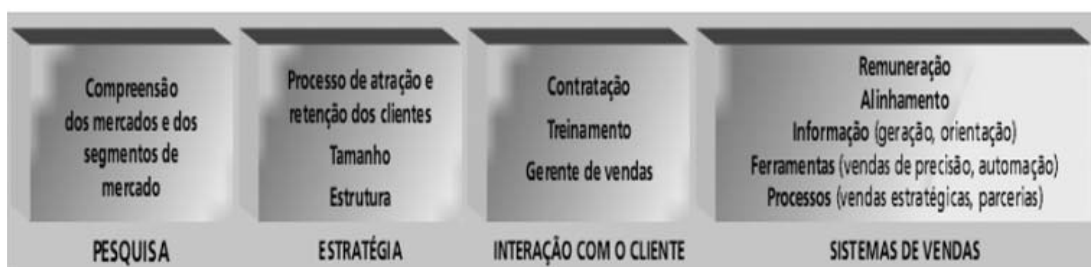 Compreensão
dos mercados e dos
segmentos de
mercado
PESQUISA
Processo de atração e
retenção dos clientes
Tamanho
Estrutura
ESTRATÉGIA
Contratação
Treinamento
Gerente de vendas
INTERAÇÃO COM O CLIENTE
Remuneração
Alinhamento
Informação (geração, orientação)
Ferramentas (vendas de precisão, automação)
Processos (vendas estratégicas, parcerias)
SISTEMAS DE VENDAS